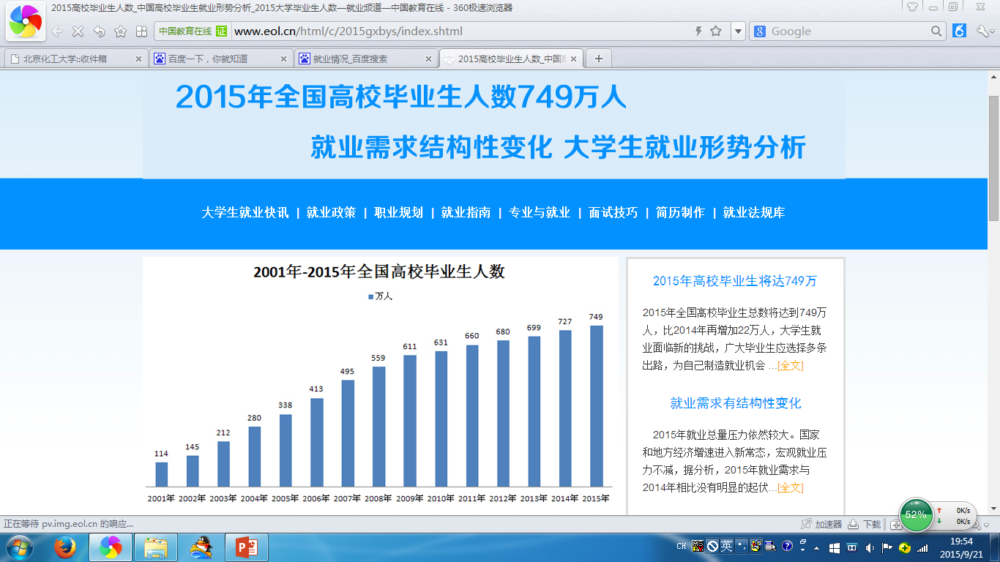 2015高校毕业生人数_中国高校毕业生就业形势分析_2015大学毕业生人数—就业频道—中国教育在线 - 360极速浏览器
中国教育在线 证 www.eol.cn/html/c/2015gxbys/index.shtml
Google
北京化工大学::收件箱
百度一下，你就知道
就业情况_百度搜索
2015高校毕业生人数_中国
2015年全国高校毕业生人数749万人
就业需求结构性变化 大学生就业形势分析
大学生就业快讯 | 就业政策 | 职业规划 | 就业指南 | 专业与就业 | 面试技巧 | 简历制作 | 就业法规库
2001年-2015年全国高校毕业生人数
万人
114 145 212 280 338 413 495 559 611 631 660 680 699 727 749
2001年 2002年 2003年 2004年 2005年 2006年 2007年 2008年 2009年 2010年 2011年 2012年 2013年 2014年 2015年
2015年高校毕业生将达749万
2015年全国高校毕业生总数将达到749万
人，比2014年再增加22万人，大学生就
业面临新的挑战，广大毕业生应选择多条
出路，为自己制造就业机会 ...[全文]
就业需求有结构性变化
2015年就业总量压力依然较大。国家
和地方经济增速进入新常态，宏观就业压
力不减，据分析，2015年就业需求与
2014年相比没有明显的起伏...[全文]
正在等待 pv.img.eol.cn 的响应...
加速器
下载
52%
0K/s
0K/s
CH
英
19:54
2015/9/21